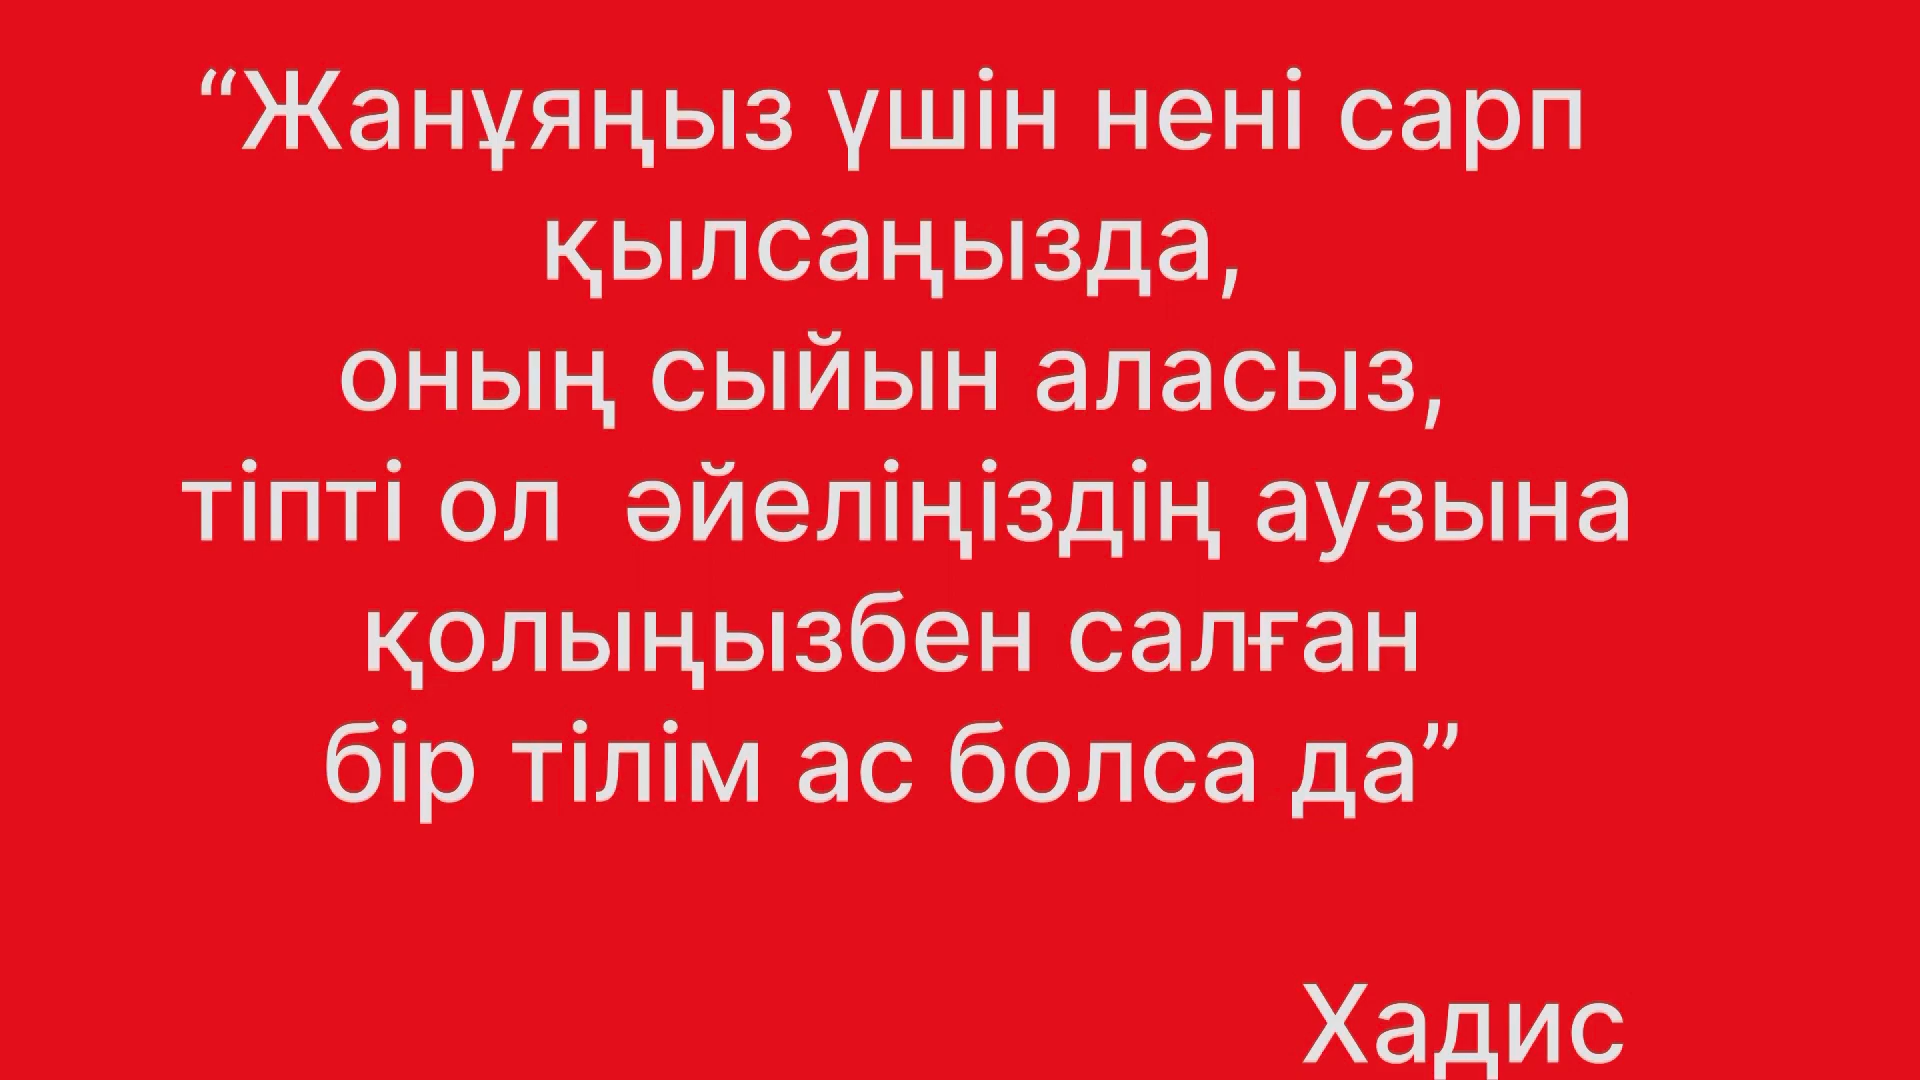 “Жанұяңыз үшін нені сарп
қылсаңызда,
оның сыйын аласыз,
тіпті ол  әйеліңіздің аузына
қолыңызбен салған
бір тілім ас болса да”
Хадис